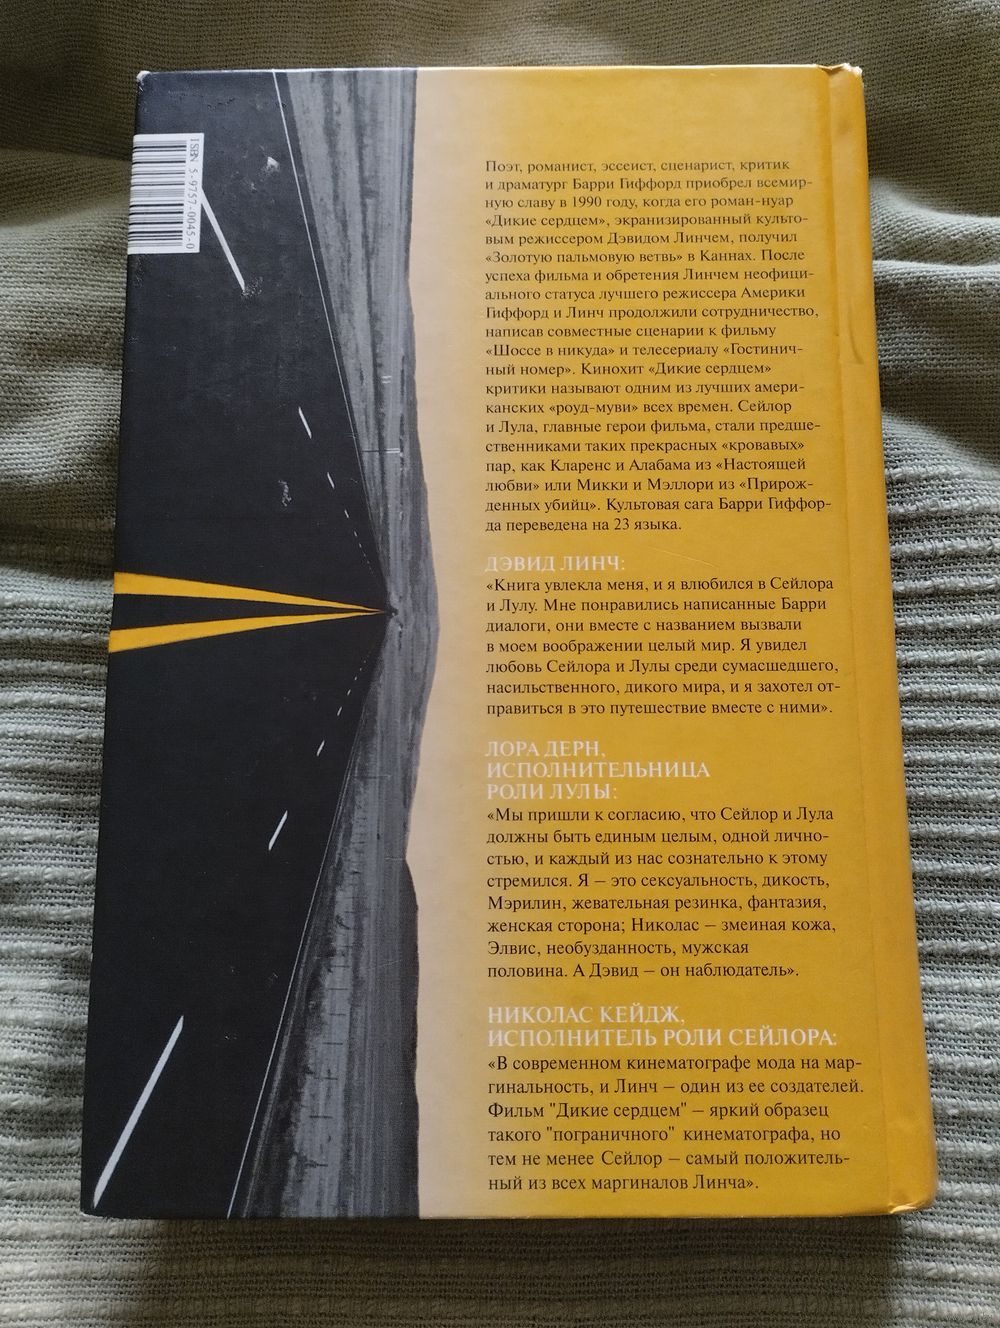 ISBN 5-9757-0045-0
Поэт, романист, эссеист, сценарист, критик
и драматург Барри Гиффорд приобрел всемир-
ную славу в 1990 году, когда его роман-нуар
«Дикие сердцем», экранизированный культо-
вым режиссером Дэвидом Линчем, получил
«Золотую пальмовую ветвь» в Каннах. После
успеха фильма и обретения Линчем неофици-
ального статуса лучшего режиссера Америки
Гиффорд и Линч продолжили сотрудничество,
написав совместные сценарии к фильму
«Шоссе в никуда» и телесериалу «Гостинич-
ный номер». Кинохит «Дикие сердцем»
критики называют одним из лучших амери-
канских «роуд-муви» всех времен. Сейлор
и Лула, главные герои фильма, стали предше-
ственниками таких прекрасных «кровавых»
пар, как Кларенс и Алабама из «Настоящей
любви» или Микки и Мэллори из «Прирож-
денных убийц». Культовая сага Барри Гиффор-
да переведена на 23 языка.
ДЭВИД ЛИНЧ:
«Книга увлекла меня, и я влюбился в Сейлора
и Лулу. Мне понравились написанные Барри
диалоги, они вместе с названием вызвали
в моем воображении целый мир. Я увидел
любовь Сейлора и Лулы среди сумасшедшего,
насильственного, дикого мира, и я захотел от-
правиться в это путешествие вместе с ними».
ЛОРА ДЕРН,
ИСПОЛНИТЕЛЬНИЦА
РОЛИ ЛУЛЫ:
«Мы пришли к согласию, что Сейлор и Лула
должны быть единым целым, одной лично-
стью, и каждый из нас сознательно к этому
стремился. Я – это сексуальность, дикость,
Мэрилин, жевательная резинка, фантазия,
женская сторона; Николас – змеиная кожа,
Элвис, необузданность, мужская
половина. А Дэвид – он наблюдатель».
НИКОЛАС КЕЙДЖ,
ИСПОЛНИТЕЛЬ РОЛИ СЕЙЛОРА:
«В современном кинематографе мода на мар-
гинальность, и Линч – один из ее создателей.
Фильм "Дикие сердцем" – яркий образец
такого "пограничного" кинематографа, но
тем не менее Сейлор – самый положитель-
ный из всех маргиналов Линча».